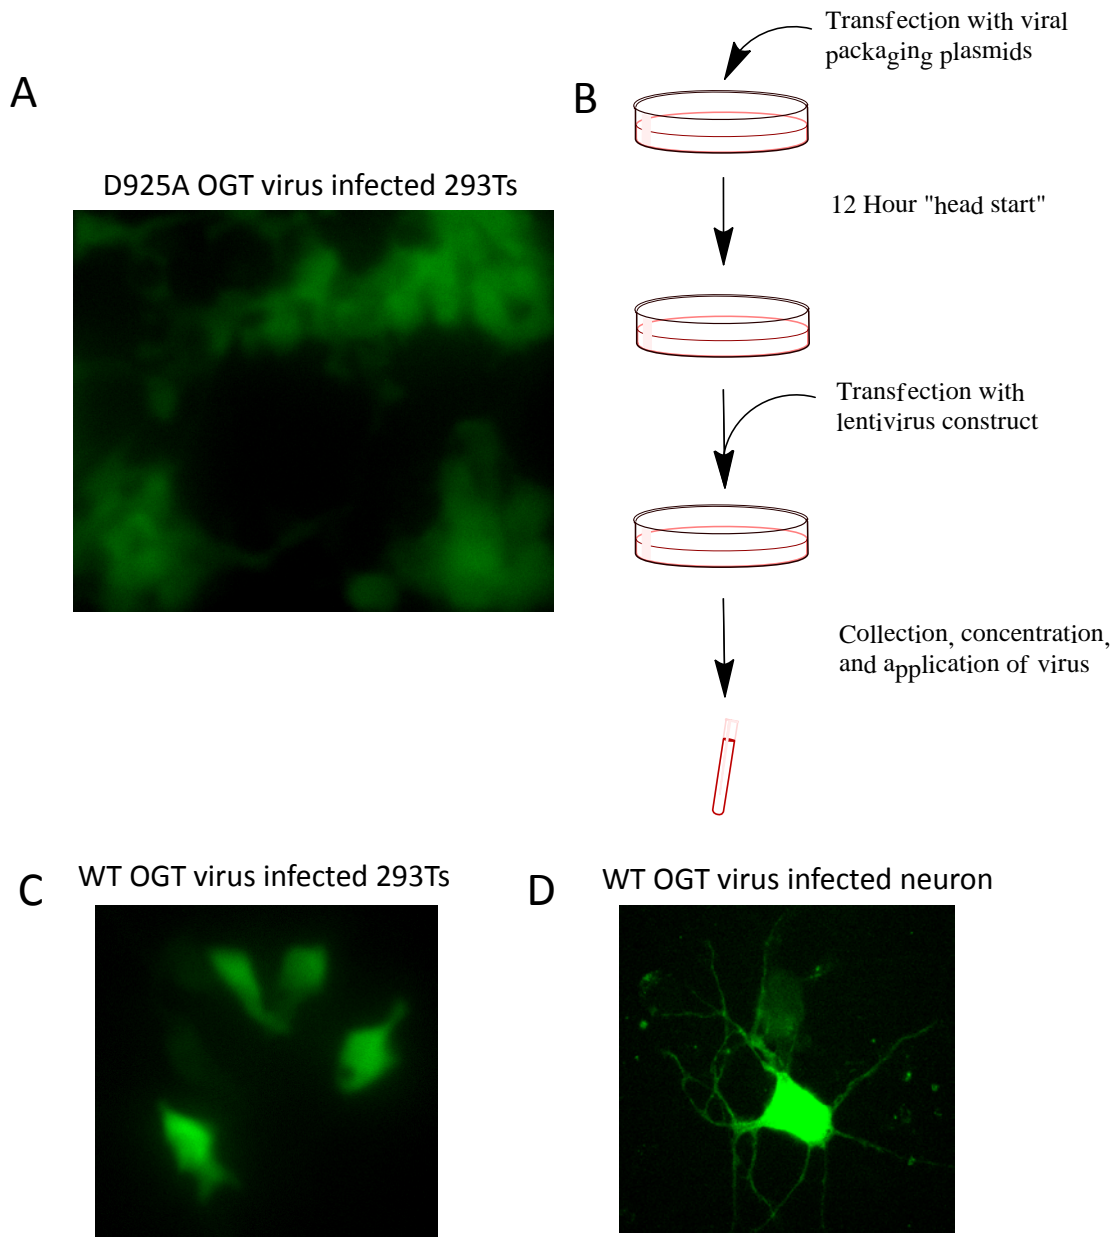 A
D925A OGT virus infected 293Ts
B
Transfection with viral
packaging plasmids
12 Hour "head start"
Transfection with
lentivirus construct
Collection, concentration,
and application of virus
C
WT OGT virus infected 293Ts
D
WT OGT virus infected neuron